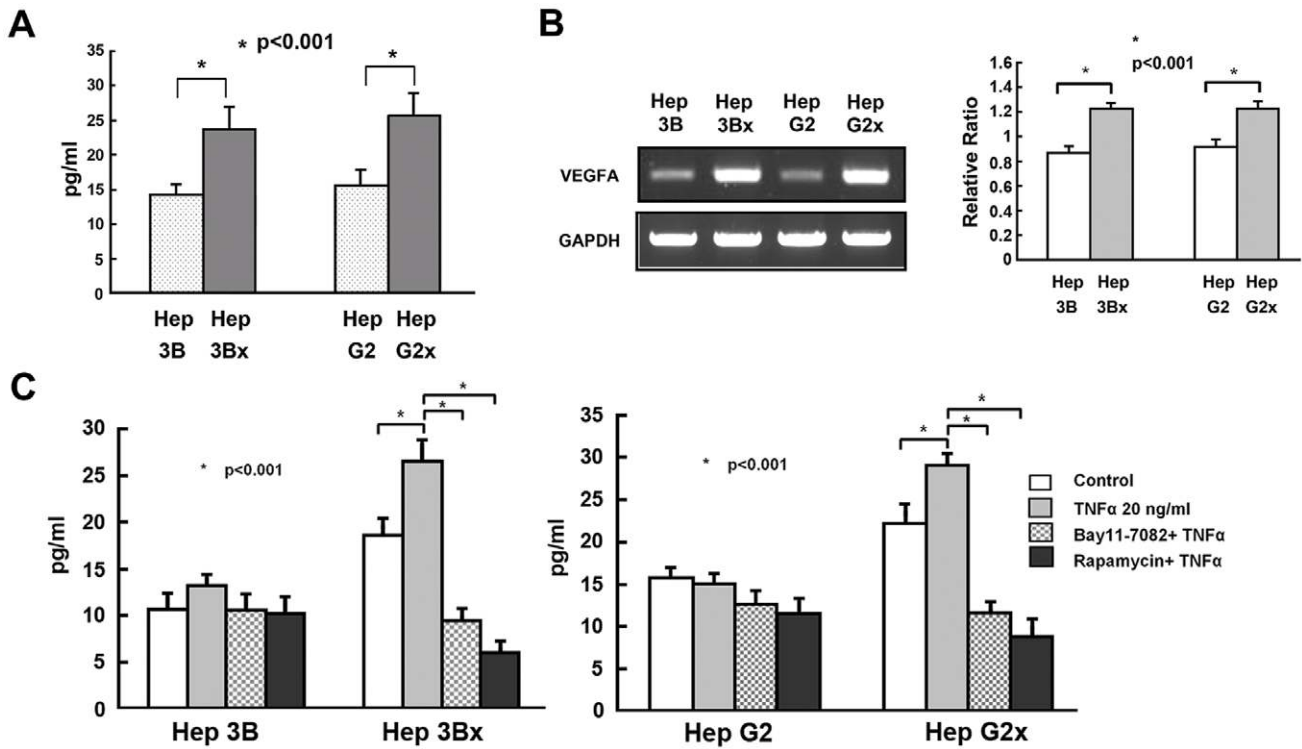 A
* p<0.001
35
30
25
20
15
10
5
0
pg/ml
*
*
Hep Hep Hep Hep
3B 3Bx G2 G2x
B
Hep Hep Hep Hep
3B 3Bx G2 G2x
VEGFA
GAPDH
*
p<0.001
1.6
1.4
1.2
1
0.8
0.6
0.4
0.2
0
Relative Ratio
*
*
Hep Hep Hep Hep
3B 3Bx G2 G2x
C
30
25
20
15
10
5
0
pg/ml
* p<0.001
*
*
*
Hep 3B Hep 3Bx
35
30
25
20
15
10
5
0
pg/ml
* p<0.001
*
*
*
Hep G2 Hep G2x
Control
TNFα 20 ng/ml
Bay11-7082+ TNFα
Rapamycin+ TNFα